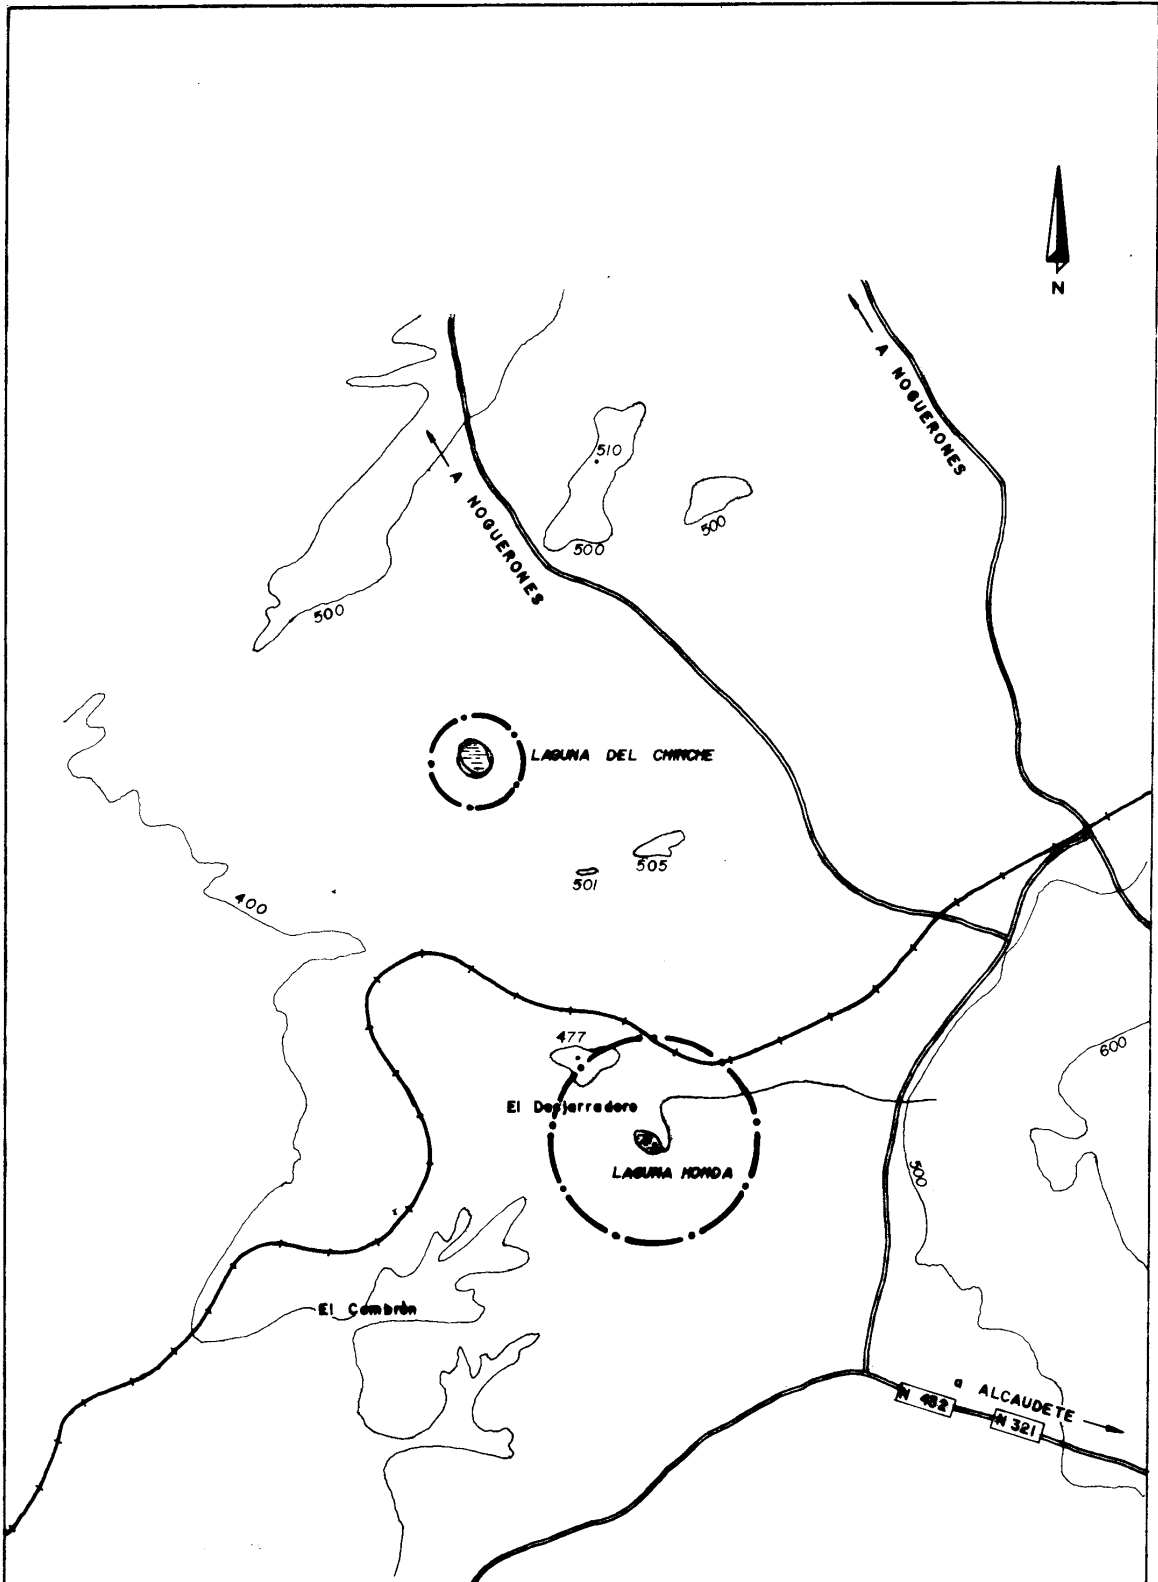 N
A NOGUERONES
A NOGUERONES
510
500
500
500
LAGUNA DEL CHINCHE
505
501
400
477
600
El Desjarradero
LAGUNA HONDA
500
El Cambrón
a ALCAUDETE
N 432
N 321